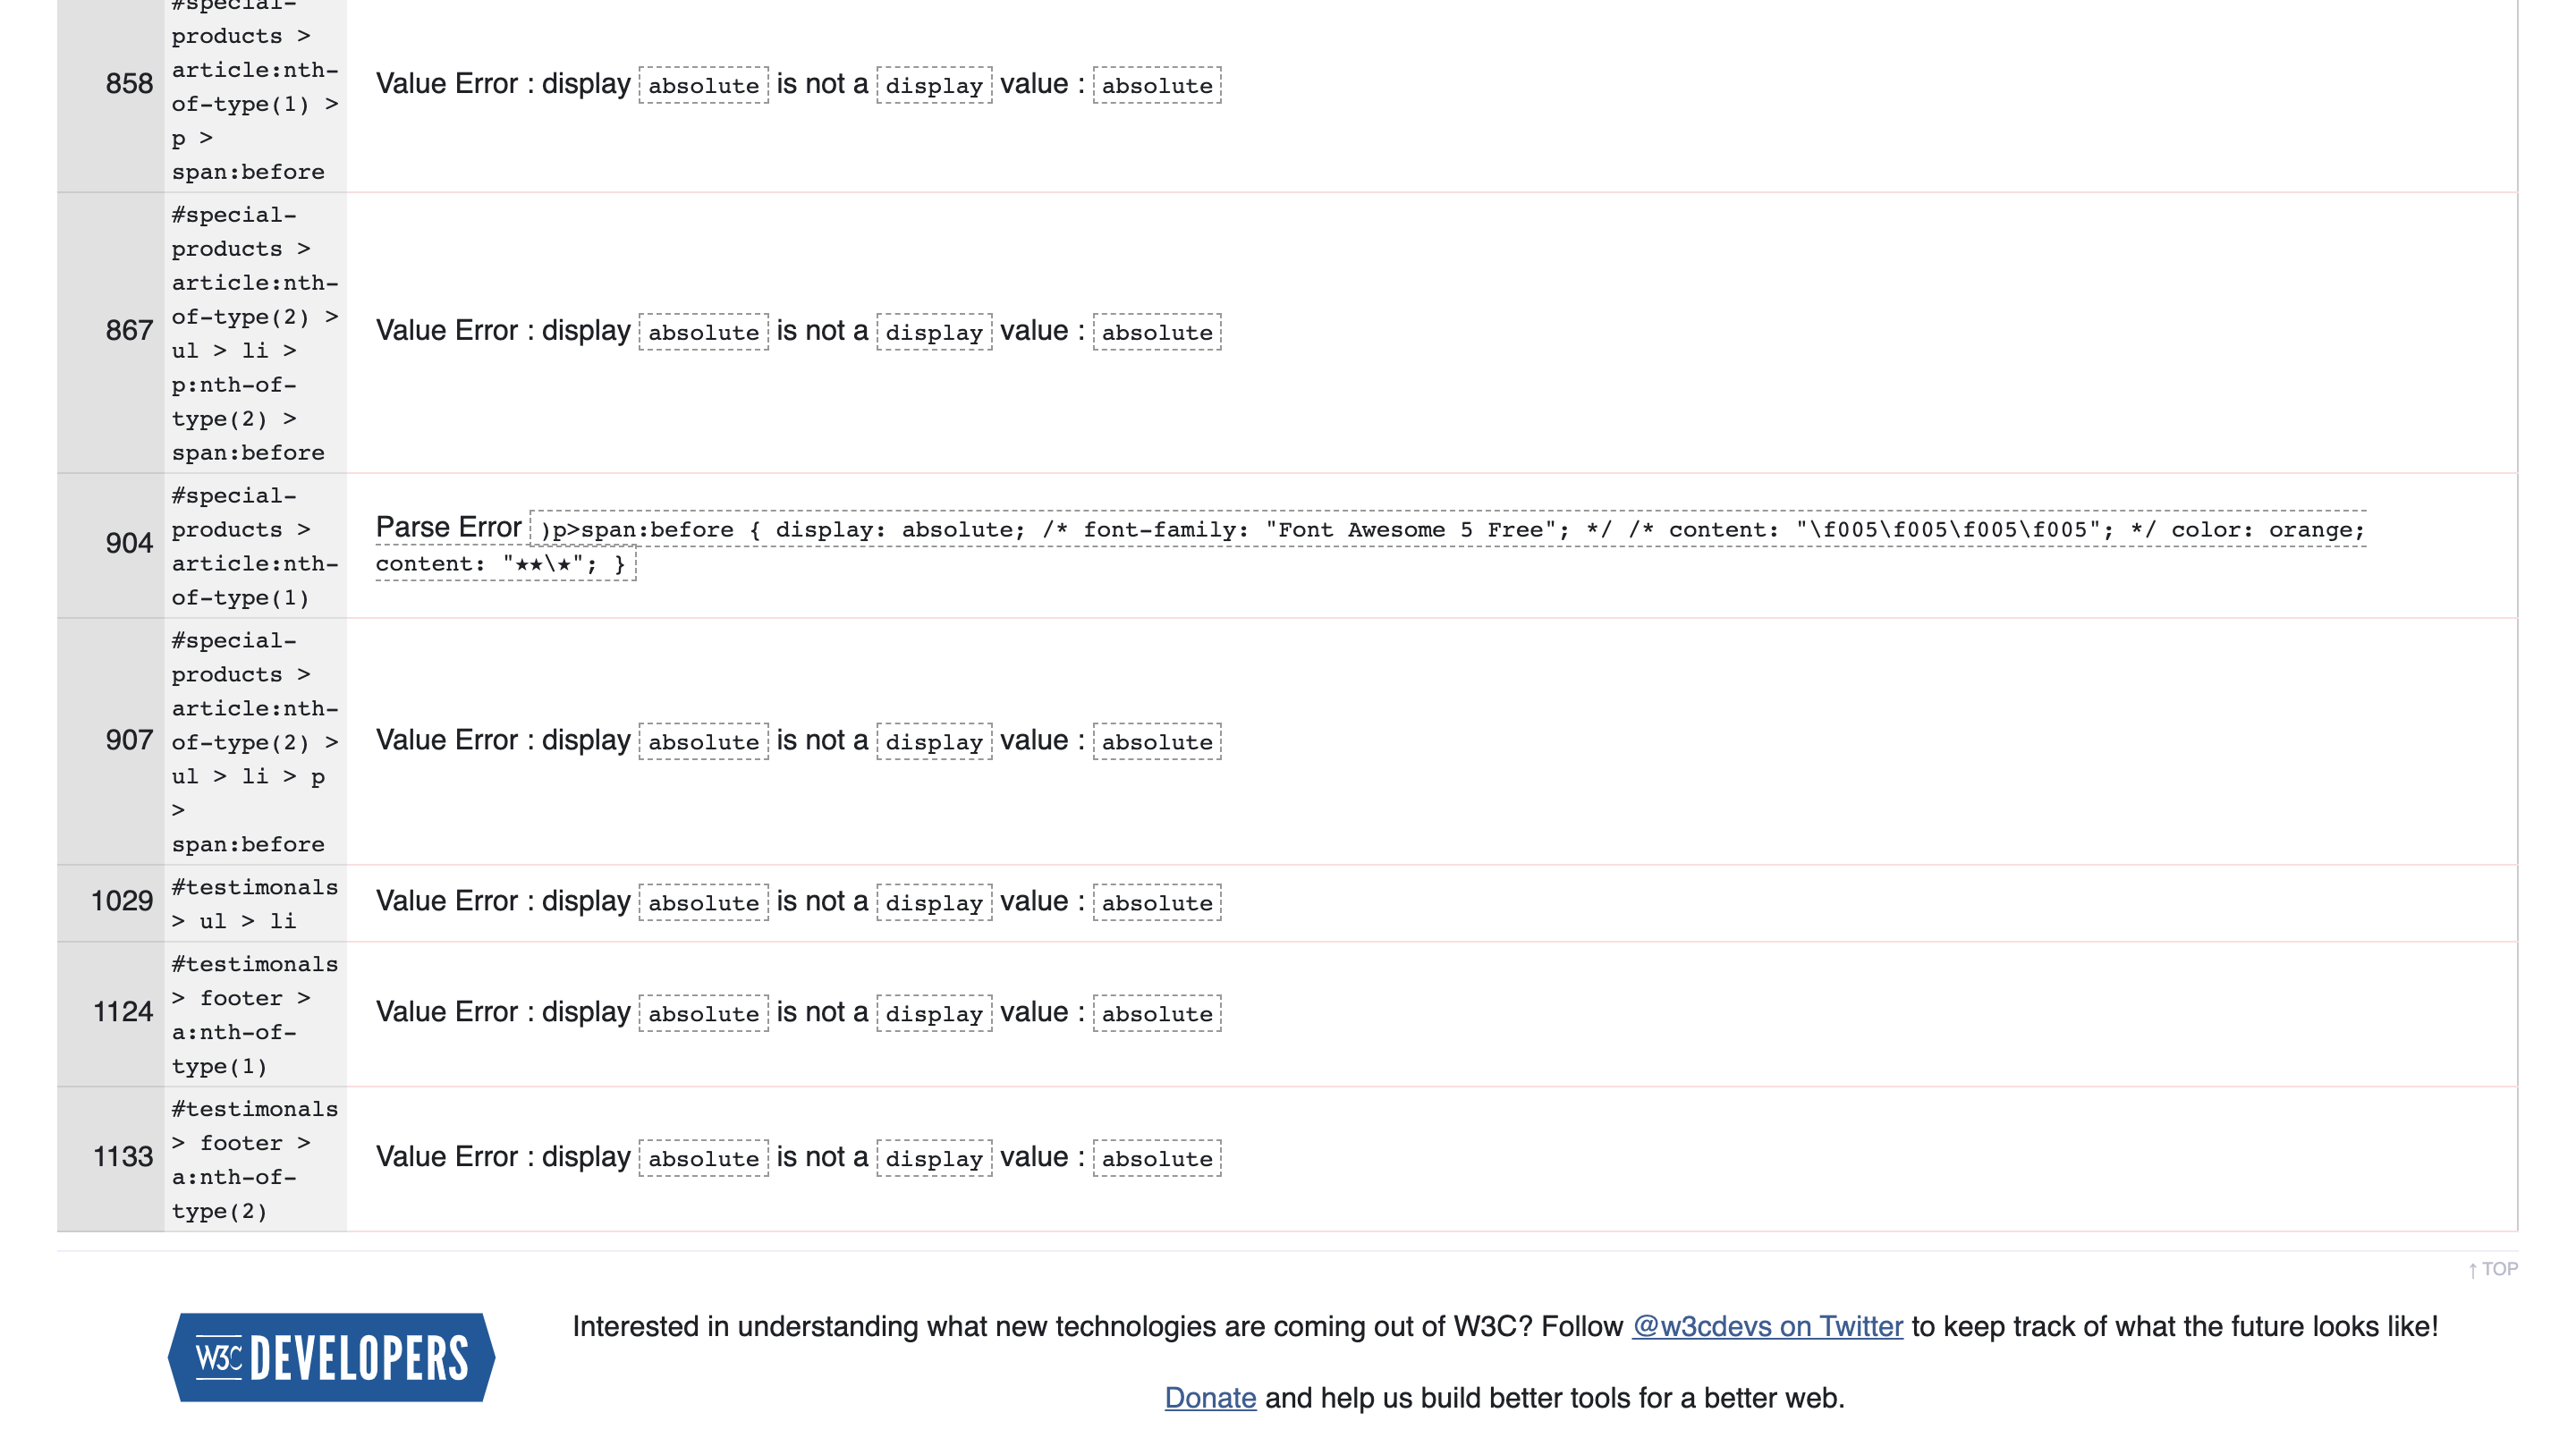 #special-
products >
article:nth-
858 of-type(1) > Value Error : display absolute is not a display value : absolute
p >
span:before
#special-
products >
article:nth-
of-type(2) >
867 ul > li > Value Error : display absolute is not a display value : absolute
p:nth-of-
type(2) >
span:before
#special-
products >
904 article:nth- Parse Error )p>span:before { display: absolute; /* font-family: "Font Awesome 5 Free"; */ /* content: "\f005\f005\f005\f005"; */ color: orange;
of-type(1) content: "★★\★"; }
#special-
products >
article:nth-
907 of-type(2) > Value Error : display absolute is not a display value : absolute
ul > li > p
>
span:before
1029 #testimonals Value Error : display absolute is not a display value : absolute
> ul > li
#testimonals
> footer >
1124 a:nth-of- Value Error : display absolute is not a display value : absolute
type(1)
#testimonals
> footer >
1133 a:nth-of- Value Error : display absolute is not a display value : absolute
type(2)
↑ TOP
W3C DEVELOPERS
Interested in understanding what new technologies are coming out of W3C? Follow @w3cdevs on Twitter to keep track of what the future looks like!
Donate and help us build better tools for a better web.